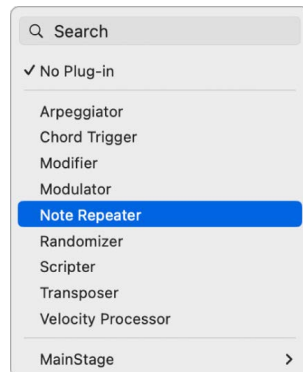 Search
✓ No Plug-in
Arpeggiator
Chord Trigger
Modifier
Modulator
Note Repeater
Randomizer
Scripter
Transposer
Velocity Processor
MainStage